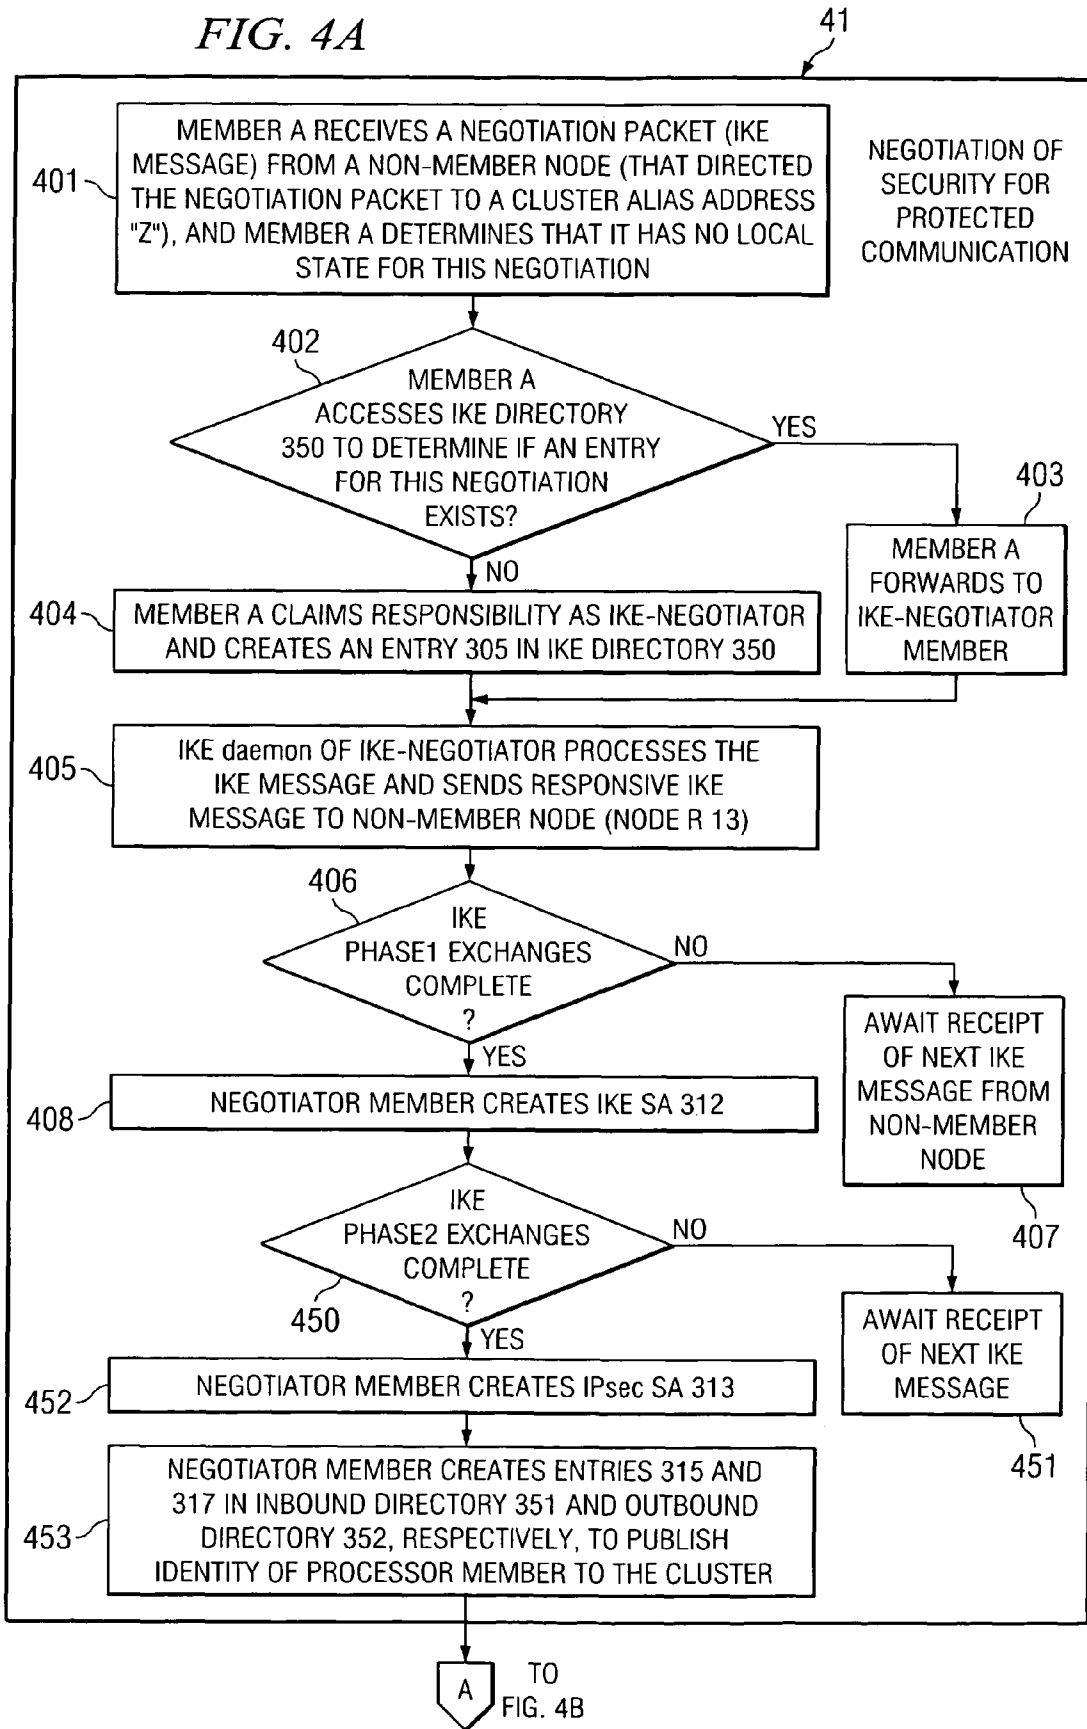 FIG. 4A
41
NEGOTIATION OF
SECURITY FOR
PROTECTED
COMMUNICATION
401
MEMBER A RECEIVES A NEGOTIATION PACKET (IKE
MESSAGE) FROM A NON-MEMBER NODE (THAT DIRECTED
THE NEGOTIATION PACKET TO A CLUSTER ALIAS ADDRESS
"Z"), AND MEMBER A DETERMINES THAT IT HAS NO LOCAL
STATE FOR THIS NEGOTIATION
402
MEMBER A
ACCESSES IKE DIRECTORY
350 TO DETERMINE IF AN ENTRY
FOR THIS NEGOTIATION
EXISTS?
YES
NO
403
MEMBER A
FORWARDS TO
IKE-NEGOTIATOR
MEMBER
404
MEMBER A CLAIMS RESPONSIBILITY AS IKE-NEGOTIATOR
AND CREATES AN ENTRY 305 IN IKE DIRECTORY 350
405
IKE daemon OF IKE-NEGOTIATOR PROCESSES THE
IKE MESSAGE AND SENDS RESPONSIVE IKE
MESSAGE TO NON-MEMBER NODE (NODE R 13)
406
IKE
PHASE1 EXCHANGES
COMPLETE
?
NO
YES
AWAIT RECEIPT
OF NEXT IKE
MESSAGE FROM
NON-MEMBER
NODE
407
408
NEGOTIATOR MEMBER CREATES IKE SA 312
IKE
PHASE2 EXCHANGES
COMPLETE
?
450
NO
YES
AWAIT RECEIPT
OF NEXT IKE
MESSAGE
451
452
NEGOTIATOR MEMBER CREATES IPsec SA 313
453
NEGOTIATOR MEMBER CREATES ENTRIES 315 AND
317 IN INBOUND DIRECTORY 351 AND OUTBOUND
DIRECTORY 352, RESPECTIVELY, TO PUBLISH
IDENTITY OF PROCESSOR MEMBER TO THE CLUSTER
A
TO
FIG. 4B